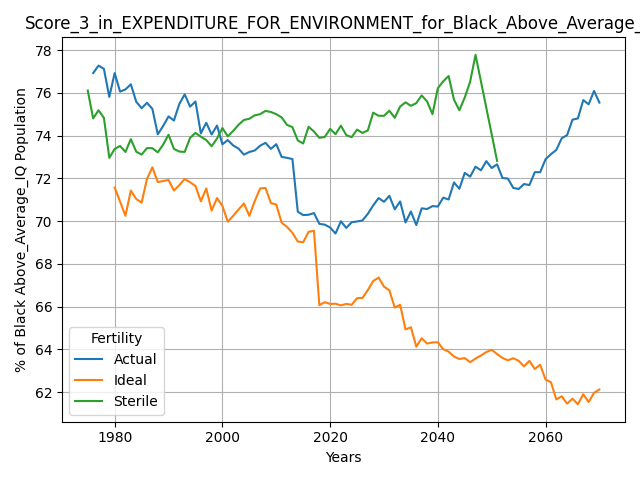 Score_3_in_EXPENDITURE_FOR_ENVIRONMENT_for_Black_Above_Average_
78
76
74
72
70
68
66
64
62
% of Black Above_Average_IQ Population
Fertility
Actual
Ideal
Sterile
1980
2000
2020
2040
2060
Years